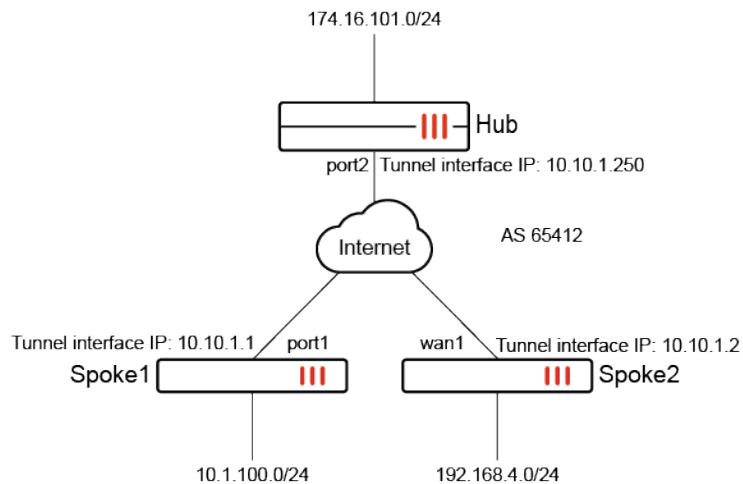 174.16.101.0/24
Hub
port2 Tunnel interface IP: 10.10.1.250
Internet
AS 65412
Tunnel interface IP: 10.10.1.1 port1
wan1 Tunnel interface IP: 10.10.1.2
Spoke1
Spoke2
10.1.100.0/24
192.168.4.0/24